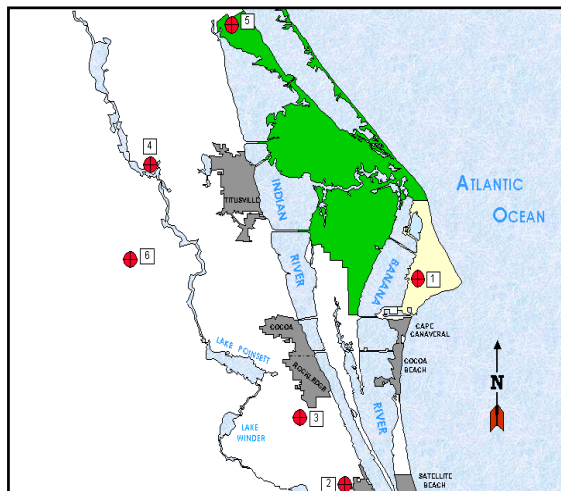 5
4
ATLANTIC
OCEAN
TITUSVILLE
INDIAN
RIVER
6
BANANA
1
COCOA
CAPE
CANAVERAL
LAKE POINSETT
COCOA
BEACH
ROCKLEDGE
N
3
RIVER
LAKE
WINDER
2
SATELLITE
BEACH